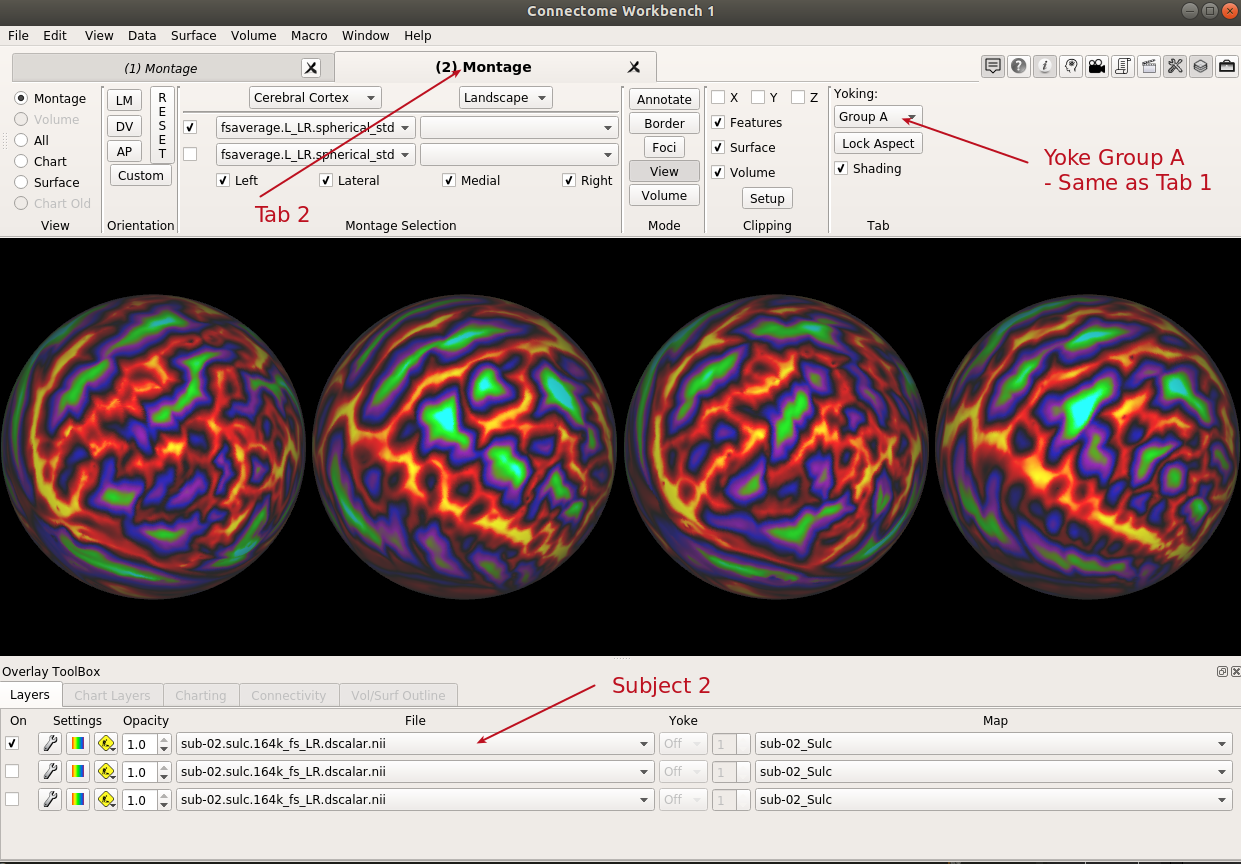 Connectome Workbench 1
File Edit View Data Surface Volume Macro Window Help
(1) Montage
(2) Montage
Montage
Volume
All
Chart
Surface
Chart Old
View
LM
DV
AP
Custom
R
E
S
E
T
Orientation
Cerebral Cortex
Landscape
fsaverage.L_LR.spherical_std
fsaverage.L_LR.spherical_std
Left Lateral Medial Right
Tab 2
Montage Selection
Annotate
Border
Foci
View
Volume
Mode
X Y Z
Features
Surface
Volume
Setup
Clipping
Yoking:
Group A
Lock Aspect
Shading
Tab
Yoke Group A
- Same as Tab 1
Overlay ToolBox
Layers Chart Layers Charting Connectivity Vol/Surf Outline
Subject 2
On Settings Opacity File Yoke Map
1.0 sub-02.sulc.164k_fs_LR.dscalar.nii Off 1 sub-02_Sulc
1.0 sub-02.sulc.164k_fs_LR.dscalar.nii Off 1 sub-02_Sulc
1.0 sub-02.sulc.164k_fs_LR.dscalar.nii Off 1 sub-02_Sulc